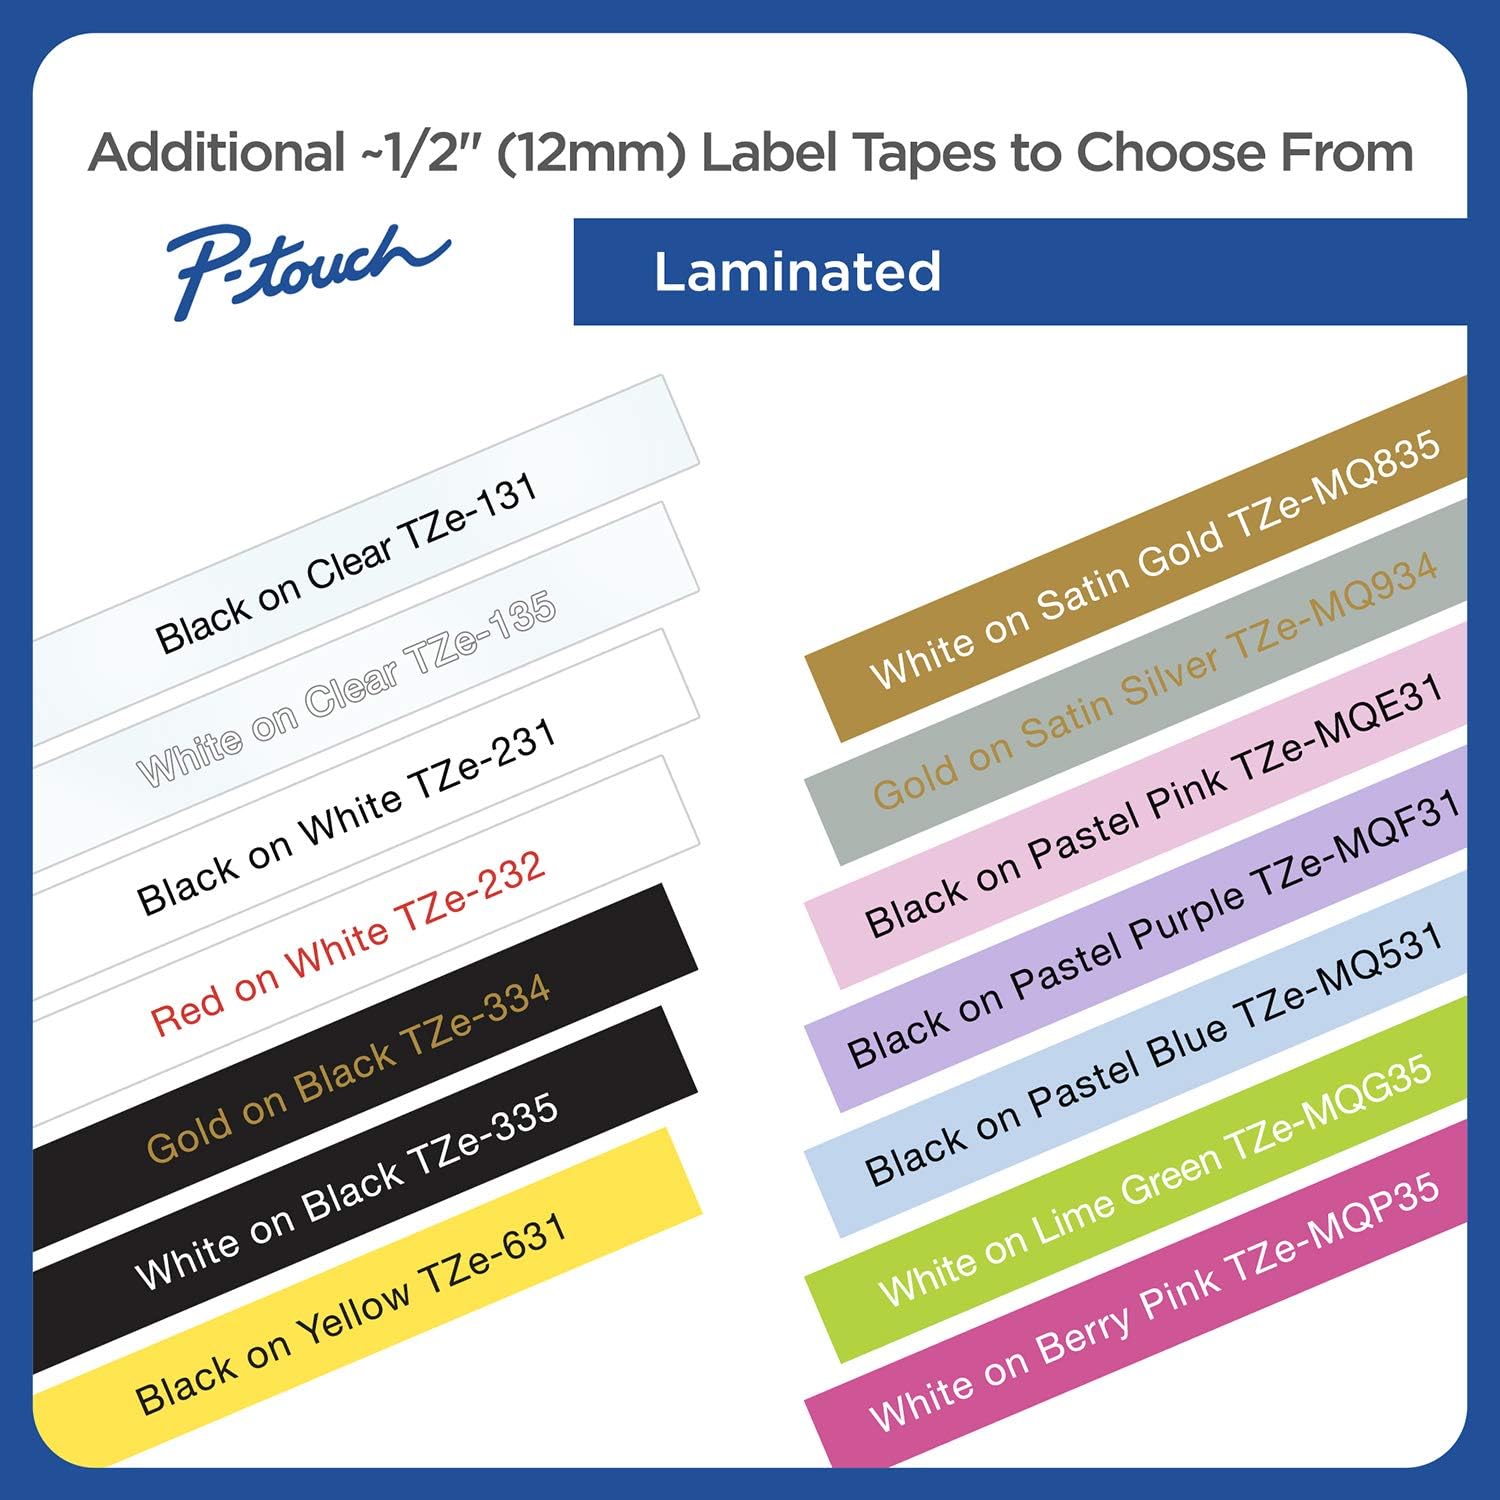 Additional ~1/2" (12mm) Label Tapes to Choose From
P-touch
Laminated
Black on Clear TZe-131
White on Clear TZe-135
Black on White TZe-231
Red on White TZe-232
Gold on Black TZe-334
White on Black TZe-335
Black on Yellow TZe-631
White on Satin Gold TZe-MQ835
Gold on Satin Silver TZe-MQ934
Black on Pastel Pink TZe-MQE31
Black on Pastel Purple TZe-MQF31
Black on Pastel Blue TZe-MQ531
White on Lime Green TZe-MQG35
White on Berry Pink TZe-MQP35